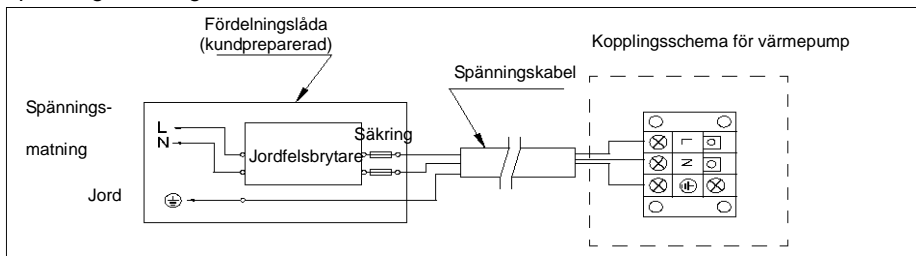 Fördelningslåda
(kundpreparerad)
Kopplingsschema för värmepump
Spänningskabel
Spännings-
matning
L
N
Säkring
Jordfelsbrytare
Jord
L
N